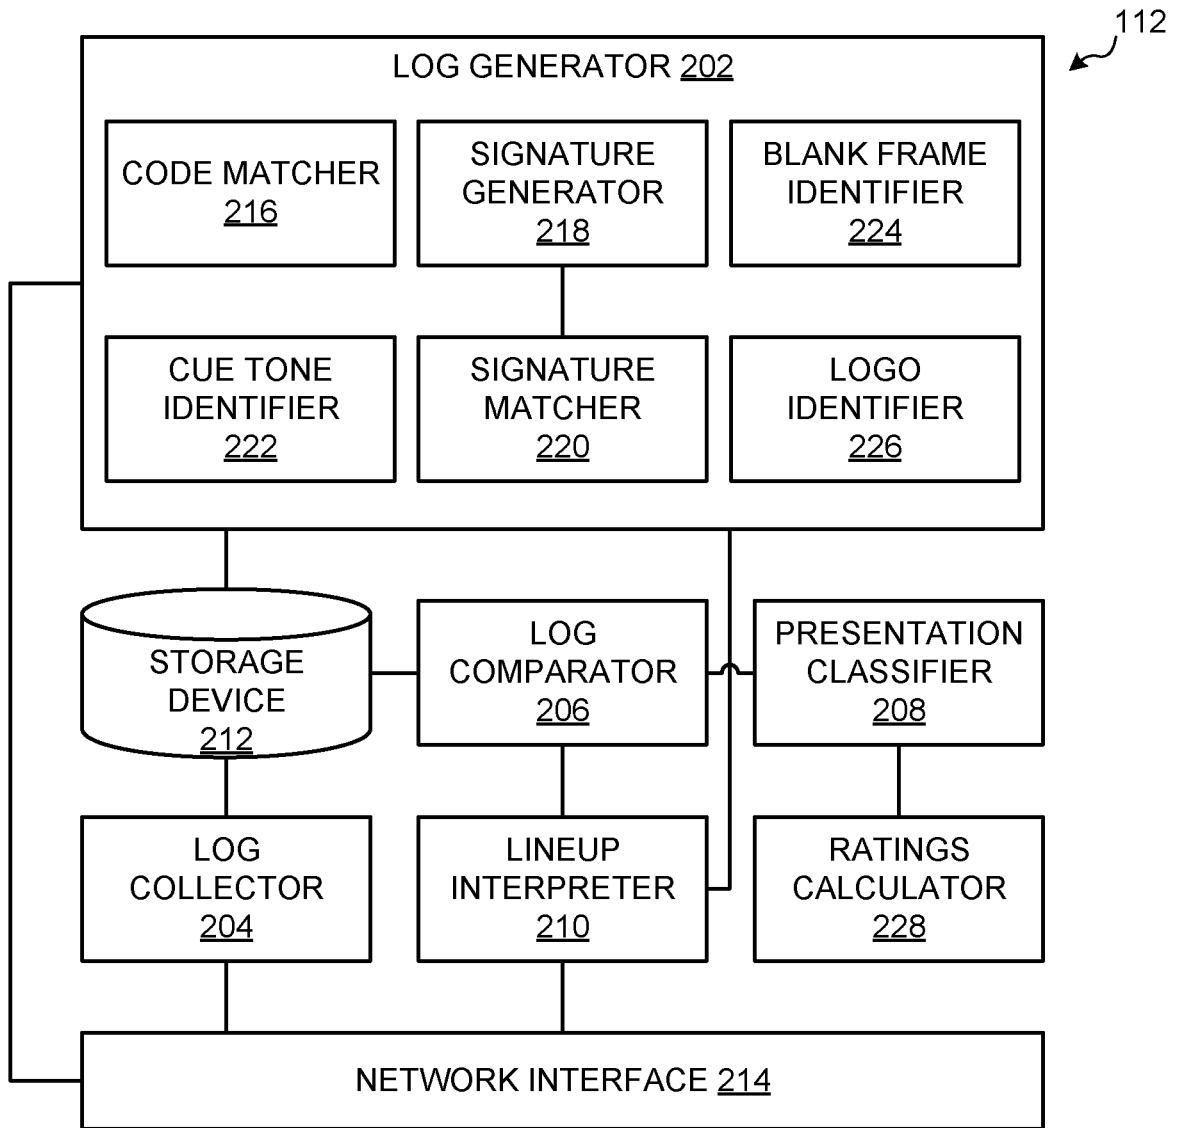 112
LOG GENERATOR 202
CODE MATCHER
216
SIGNATURE
GENERATOR
218
BLANK FRAME
IDENTIFIER
224
CUE TONE
IDENTIFIER
222
SIGNATURE
MATCHER
220
LOGO
IDENTIFIER
226
STORAGE
DEVICE
212
LOG
COMPARATOR
206
PRESENTATION
CLASSIFIER
208
LOG
COLLECTOR
204
LINEUP
INTERPRETER
210
RATINGS
CALCULATOR
228
NETWORK INTERFACE 214